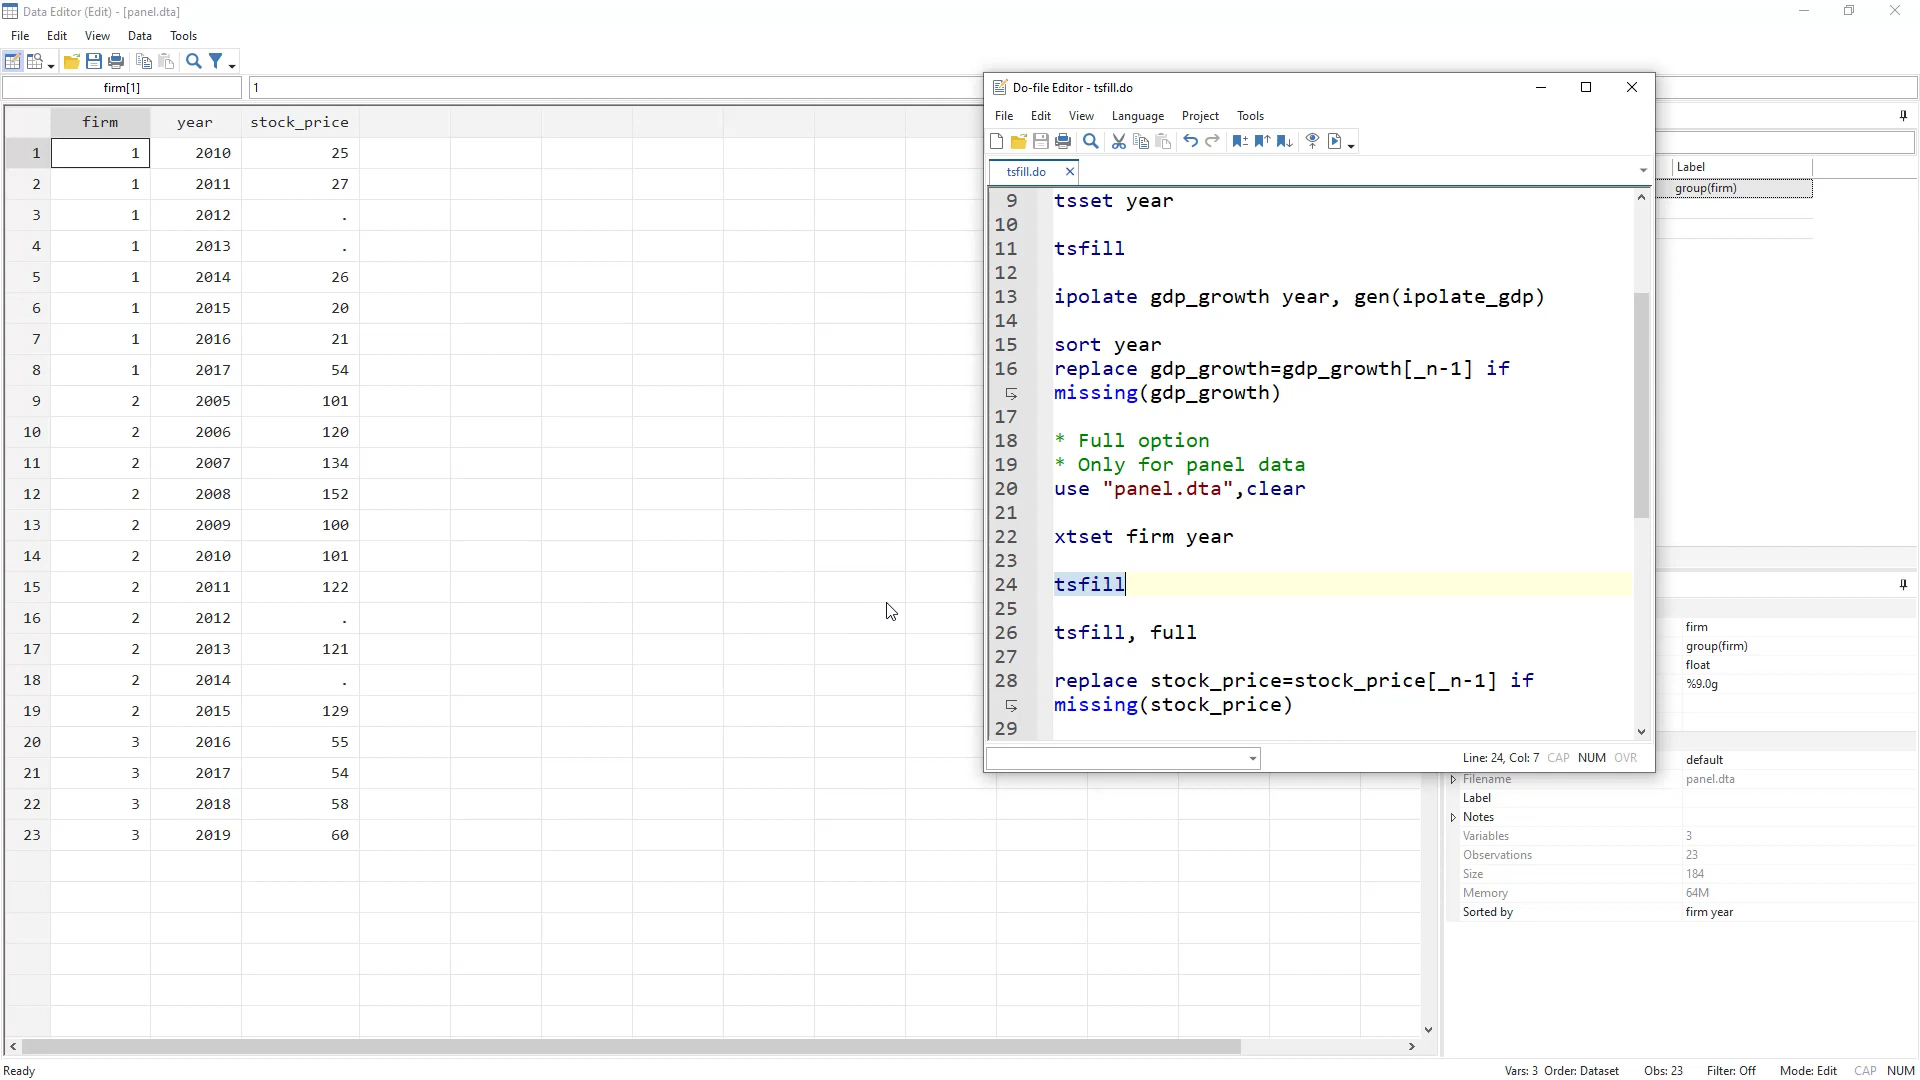 Data Editor (Edit) - [panel.dta]
File Edit View Data Tools
firm[1] 1
firm year stock_price
1 1 2010 25
2 1 2011 27
3 1 2012 .
4 1 2013 .
5 1 2014 26
6 1 2015 20
7 1 2016 21
8 1 2017 54
9 2 2005 101
10 2 2006 120
11 2 2007 134
12 2 2008 152
13 2 2009 100
14 2 2010 101
15 2 2011 122
16 2 2012 .
17 2 2013 121
18 2 2014 .
19 2 2015 129
20 3 2016 55
21 3 2017 54
22 3 2018 58
23 3 2019 60
Do-file Editor - tsfill.do
File Edit View Language Project Tools
tsfill.do
9 tsset year
10
11 tsfill
12
13 ipolate gdp_growth year, gen(ipolate_gdp)
14
15 sort year
16 replace gdp_growth=gdp_growth[_n-1] if
missing(gdp_growth)
17
18 * Full option
19 * Only for panel data
20 use "panel.dta",clear
21
22 xtset firm year
23
24 tsfill
25
26 tsfill, full
27
28 replace stock_price=stock_price[_n-1] if
missing(stock_price)
29
Line: 24, Col: 7 CAP NUM OVR
Label
group(firm)
firm
group(firm)
float
%9.0g
default
Filename panel.dta
Label
Notes
Variables 3
Observations 23
Size 184
Memory 64M
Sorted by firm year
Ready Vars: 3 Order: Dataset Obs: 23 Filter: Off Mode: Edit CAP NUM